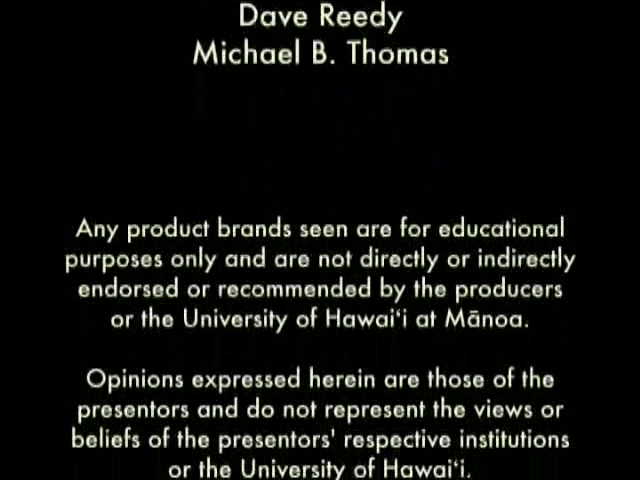 Dave Reedy
Michael B. Thomas
Any product brands seen are for educational
purposes only and are not directly or indirectly
endorsed or recommended by the producers
or the University of Hawaiʻi at Mānoa.
Opinions expressed herein are those of the
presentors and do not represent the views or
beliefs of the presentors' respective institutions
or the University of Hawaiʻi.